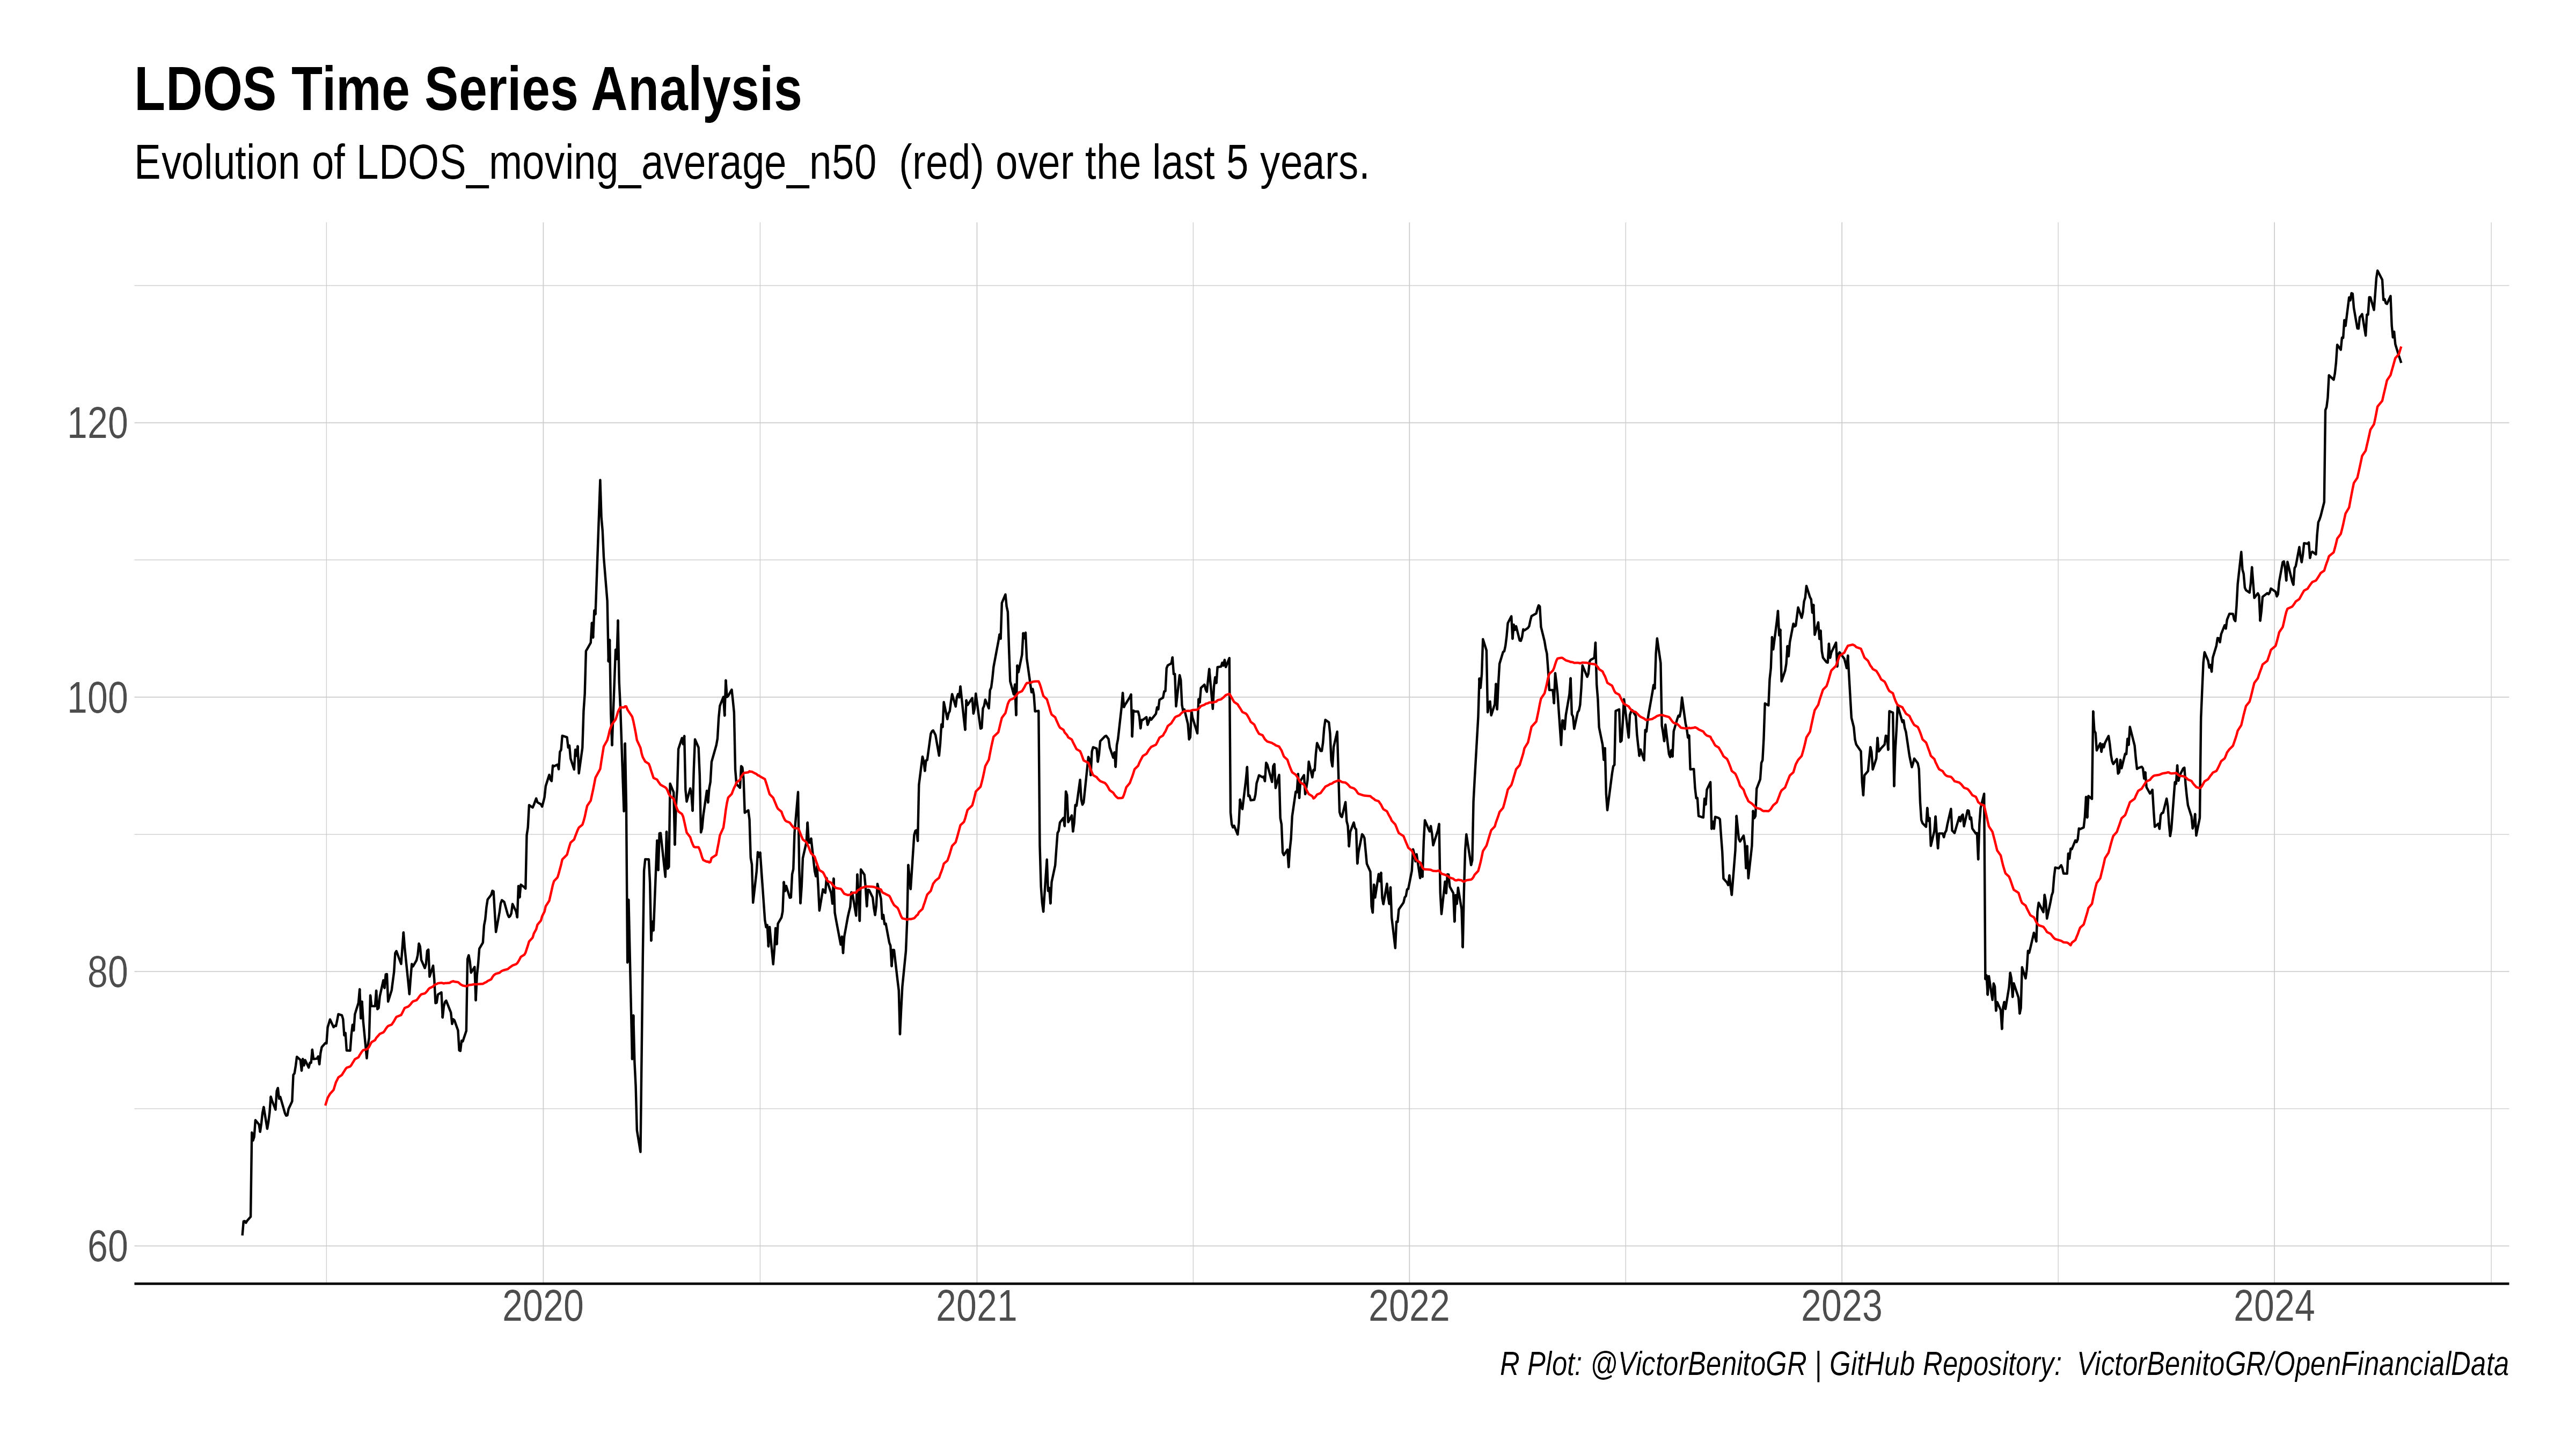 LDOS Time Series Analysis
Evolution of LDOS_moving_average_n50  (red) over the last 5 years.
120
100
80
60
2020 2021 2022 2023 2024
R Plot: @VictorBenitoGR | GitHub Repository:  VictorBenitoGR/OpenFinancialData